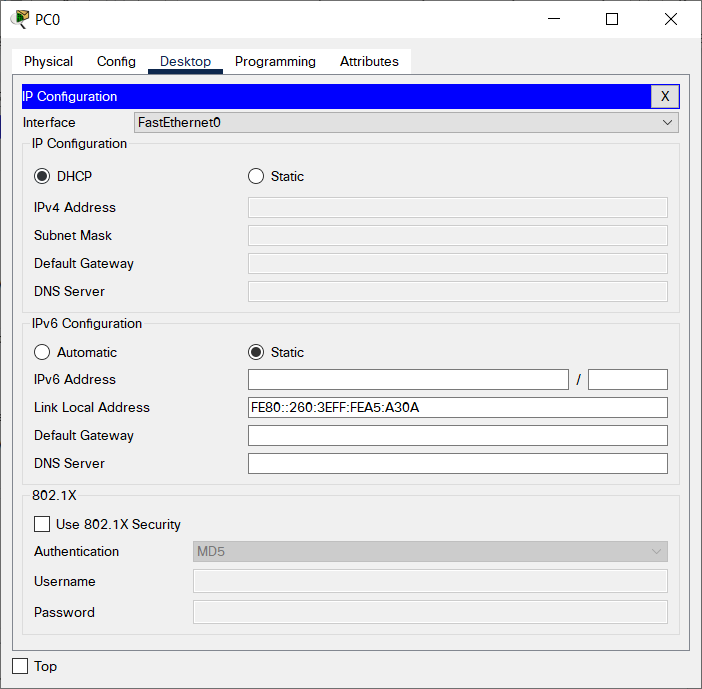 PC0
Physical Config Desktop Programming Attributes
IP Configuration X
Interface FastEthernet0
IP Configuration
DHCP Static
IPv4 Address
Subnet Mask
Default Gateway
DNS Server
IPv6 Configuration
Automatic Static
IPv6 Address /
Link Local Address FE80::260:3EFF:FEA5:A30A
Default Gateway
DNS Server
802.1X
Use 802.1X Security
Authentication MD5
Username
Password
Top